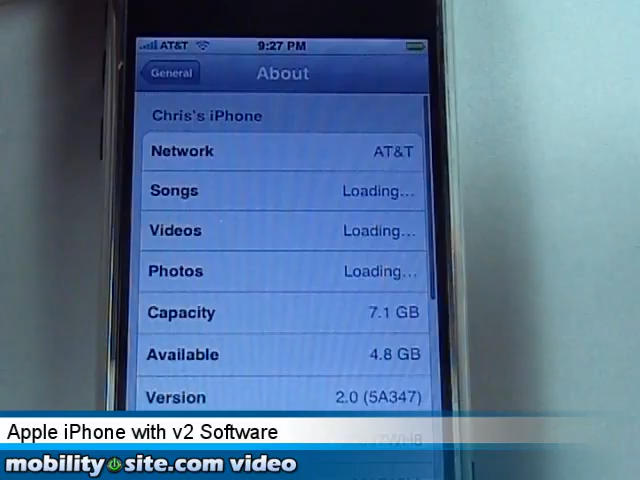 AT&T 9:27 PM
General About
Chris's iPhone
Network AT&T
Songs Loading...
Videos Loading...
Photos Loading...
Capacity 7.1 GB
Available 4.8 GB
Version 2.0 (5A347)
Apple iPhone with v2 Software
mobility site.com video